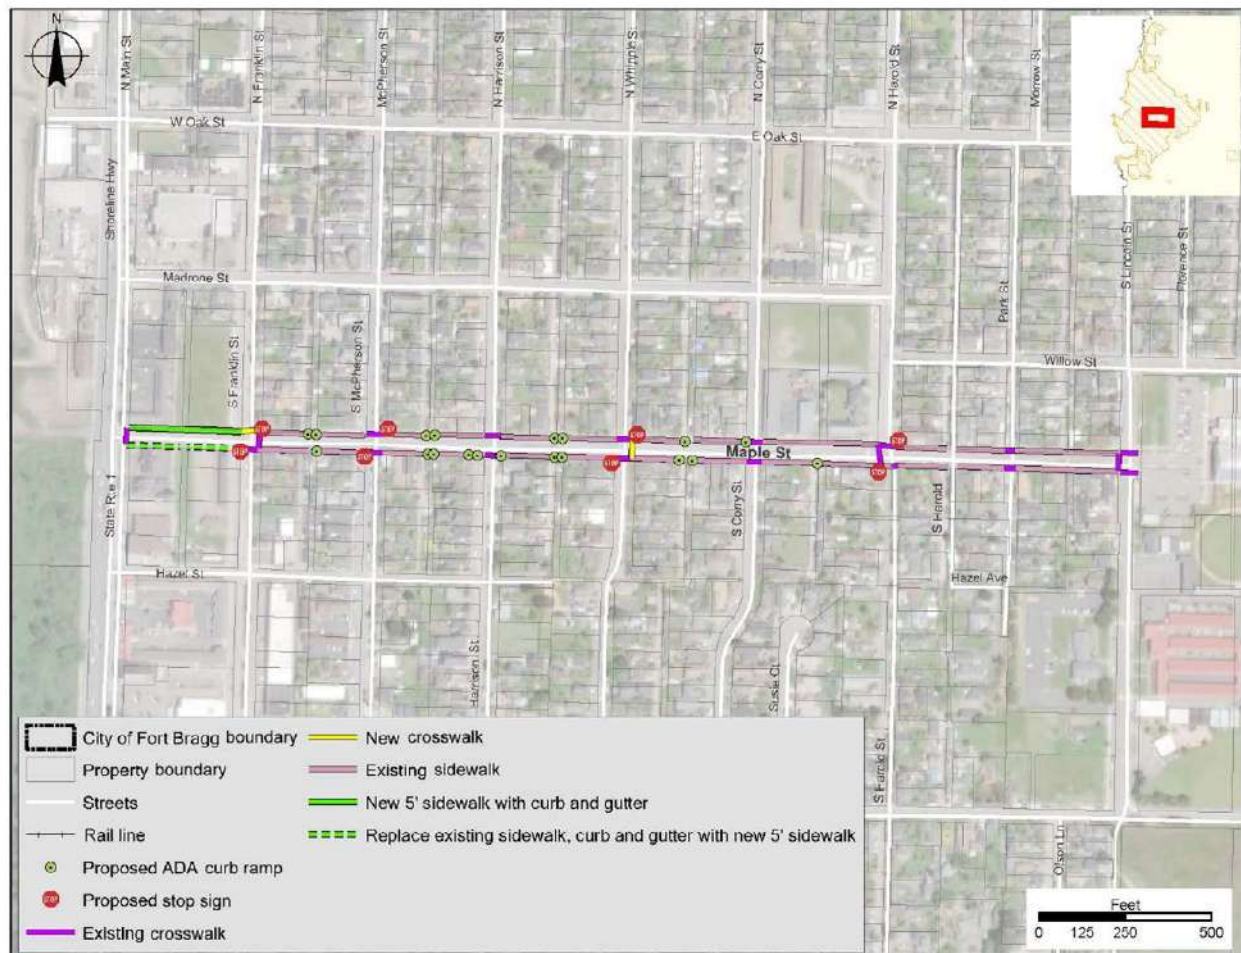 N
N Main St
N Franklin St
McPherson St
N Harrison St
N Whipple St
N Corry St
N Harold St
Morrow St
W Oak St
E Oak St
Shoreline Hwy
S Lincoln St
Florence St
Madrone St
Park St
S Franklin St
S McPherson St
Willow St
STOP
STOP
STOP
STOP
STOP
STOP
STOP
STOP
Maple St
State Rte 1
S Corry St
S Harold
Hazel St
Hazel Ave
Harrison St
Susie Ct
S Harold St
Olson Ln
City of Fort Bragg boundary
Property boundary
Streets
Rail line
Proposed ADA curb ramp
STOP
Proposed stop sign
Existing crosswalk
New crosswalk
Existing sidewalk
New 5' sidewalk with curb and gutter
Replace existing sidewalk, curb and gutter with new 5' sidewalk
Feet
0 125 250 500